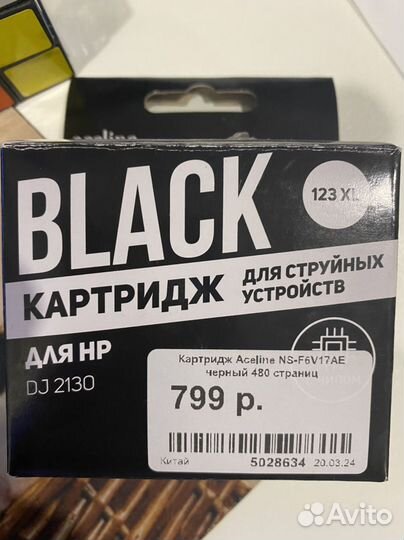 aceline
BLACK
123 XL
КАРТРИДЖ
ДЛЯ СТРУЙНЫХ
УСТРОЙСТВ
ДЛЯ HP
DJ 2130
Картридж Aceline NS-F6V17AE
черный 480 страниц
799 р.
Китай 5028634 20.03.24
Avito